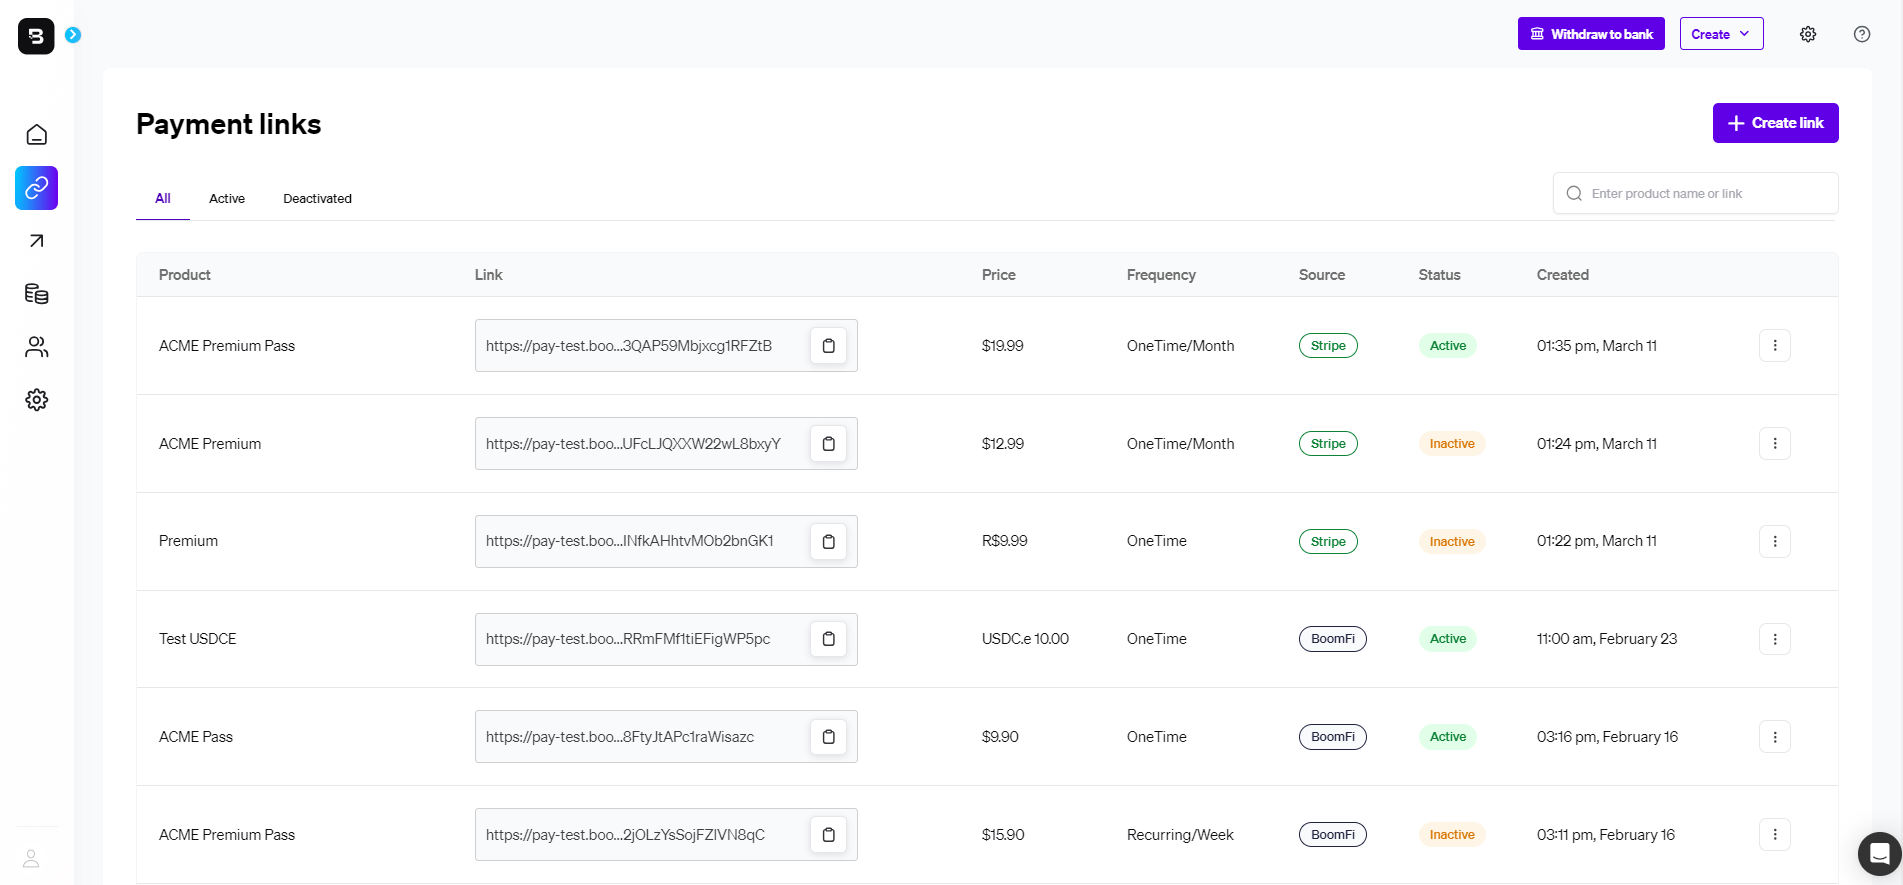 Withdraw to bank
Create
Payment links
Create link
All
Active
Deactivated
Enter product name or link
Product Link Price Frequency Source Status Created
ACME Premium Pass https://pay-test.boo...3QAP59Mbjxcg1RFZtB $19.99 OneTime/Month Stripe Active 01:35 pm, March 11
ACME Premium https://pay-test.boo...UFcLJQXXW22wL8bxyY $12.99 OneTime/Month Stripe Inactive 01:24 pm, March 11
Premium https://pay-test.boo...INfkAHhtvMOb2bnGK1 R$9.99 OneTime Stripe Inactive 01:22 pm, March 11
Test USDCE https://pay-test.boo...RRmFMf1tiEFigWP5pc USDC.e 10.00 OneTime BoomFi Active 11:00 am, February 23
ACME Pass https://pay-test.boo...8FtyJtAPc1raWisazc $9.90 OneTime BoomFi Active 03:16 pm, February 16
ACME Premium Pass https://pay-test.boo...2jOLzYsSojFZIVN8qC $15.90 Recurring/Week BoomFi Inactive 03:11 pm, February 16